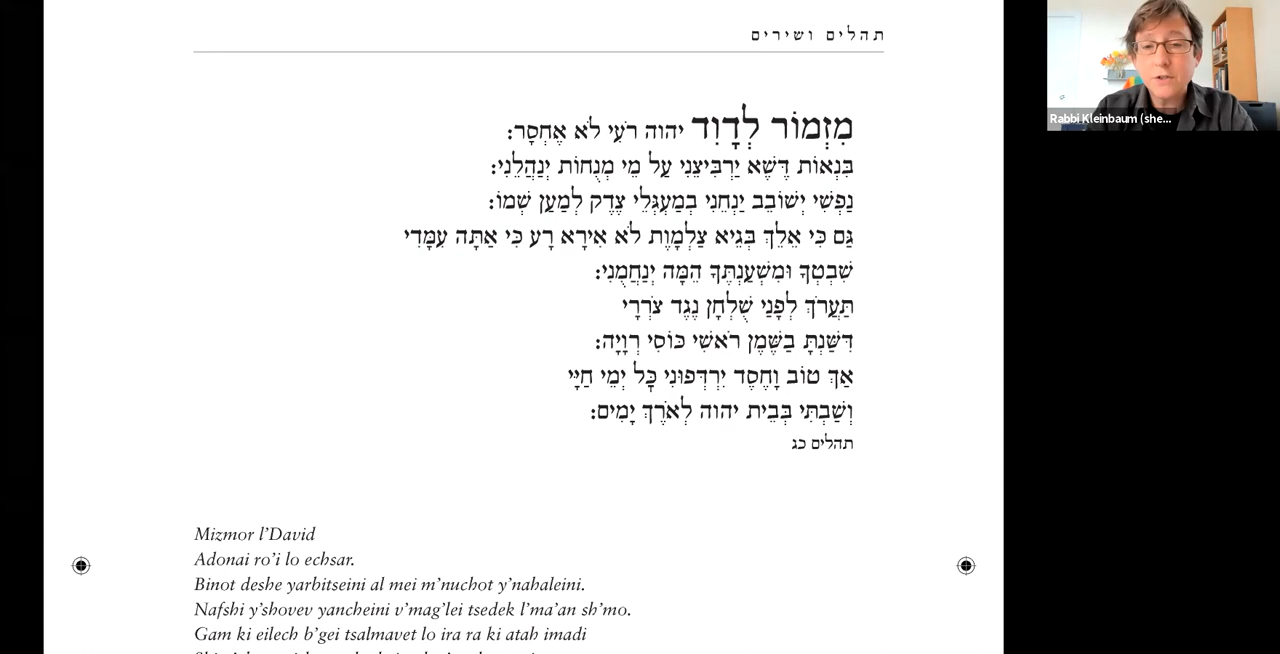 תהלים ושירים
מִזְמוֹר לְדָוִד יהוה רֹעִי לֹא אֶחְסָר:
בִּנְאוֹת דֶּשֶׁא יַרְבִּיצֵנִי עַל מֵי מְנֻחוֹת יְנַהֲלֵנִי:
נַפְשִׁי יְשׁוֹבֵב יַנְחֵנִי בְמַעְגְּלֵי צֶדֶק לְמַעַן שְׁמוֹ:
גַּם כִּי אֵלֵךְ בְּגֵיא צַלְמָוֶת לֹא אִירָא רָע כִּי אַתָּה עִמָּדִי
שִׁבְטְךָ וּמִשְׁעַנְתֶּךָ הֵמָּה יְנַחֲמֻנִי:
תַּעֲרֹךְ לְפָנַי שֻׁלְחָן נֶגֶד צֹרְרָי
דִּשַּׁנְתָּ בַשֶּׁמֶן רֹאשִׁי כּוֹסִי רְוָיָה:
אַךְ טוֹב וָחֶסֶד יִרְדְּפוּנִי כׇּל יְמֵי חַיָּי
וְשַׁבְתִּי בְּבֵית יהוה לְאֹרֶךְ יָמִים:
תהלים כג
Mizmor l'David
Adonai ro'i lo echsar.
Binot deshe yarbitseini al mei m'nuchot y'nahaleini.
Nafshi y'shovev yancheini v'mag'lei tsedek l'ma'an sh'mo.
Gam ki eilech b'gei tsalmavet lo ira ra ki atah imadi
Rabbi Kleinbaum (she...